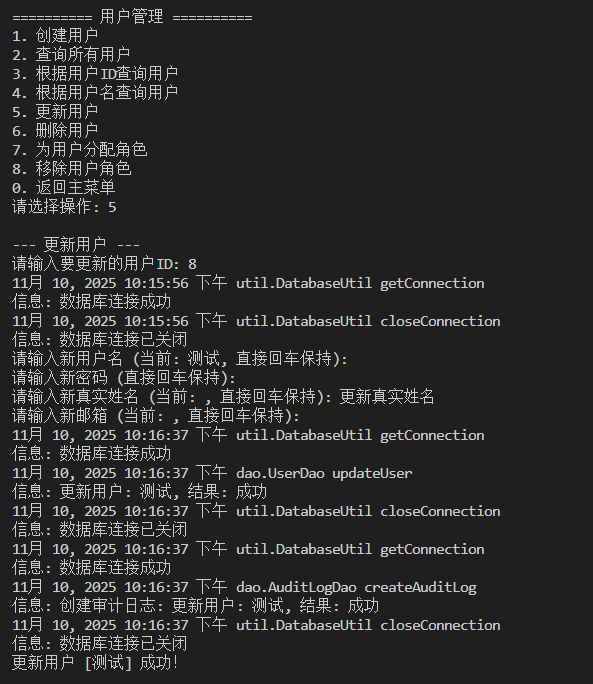 ========== 用户管理 ==========
1. 创建用户
2. 查询所有用户
3. 根据用户ID查询用户
4. 根据用户名查询用户
5. 更新用户
6. 删除用户
7. 为用户分配角色
8. 移除用户角色
0. 返回主菜单
请选择操作: 5
--- 更新用户 ---
请输入要更新的用户ID: 8
11月 10, 2025 10:15:56 下午 util.DatabaseUtil getConnection
信息: 数据库连接成功
11月 10, 2025 10:15:56 下午 util.DatabaseUtil closeConnection
信息: 数据库连接已关闭
请输入新用户名 (当前: 测试, 直接回车保持):
请输入新密码 (直接回车保持):
请输入新真实姓名 (当前: , 直接回车保持): 更新真实姓名
请输入新邮箱 (当前: , 直接回车保持):
11月 10, 2025 10:16:37 下午 util.DatabaseUtil getConnection
信息: 数据库连接成功
11月 10, 2025 10:16:37 下午 dao.UserDao updateUser
信息: 更新用户: 测试, 结果: 成功
11月 10, 2025 10:16:37 下午 util.DatabaseUtil closeConnection
信息: 数据库连接已关闭
11月 10, 2025 10:16:37 下午 util.DatabaseUtil getConnection
信息: 数据库连接成功
11月 10, 2025 10:16:37 下午 dao.AuditLogDao createAuditLog
信息: 创建审计日志: 更新用户: 测试, 结果: 成功
11月 10, 2025 10:16:37 下午 util.DatabaseUtil closeConnection
信息: 数据库连接已关闭
更新用户 [测试] 成功!